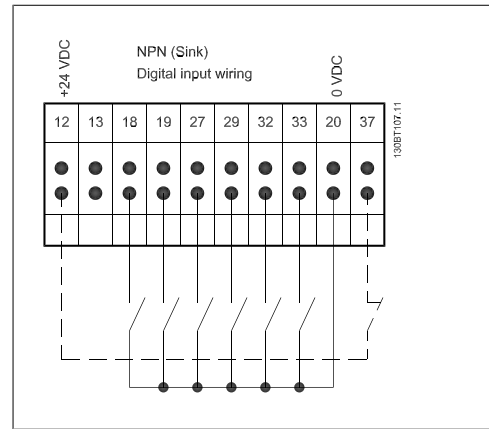 NPN (Sink)
Digital input wiring
+24 VDC
0 VDC
12 13 18 19 27 29 32 33 20 37
130BT107.11